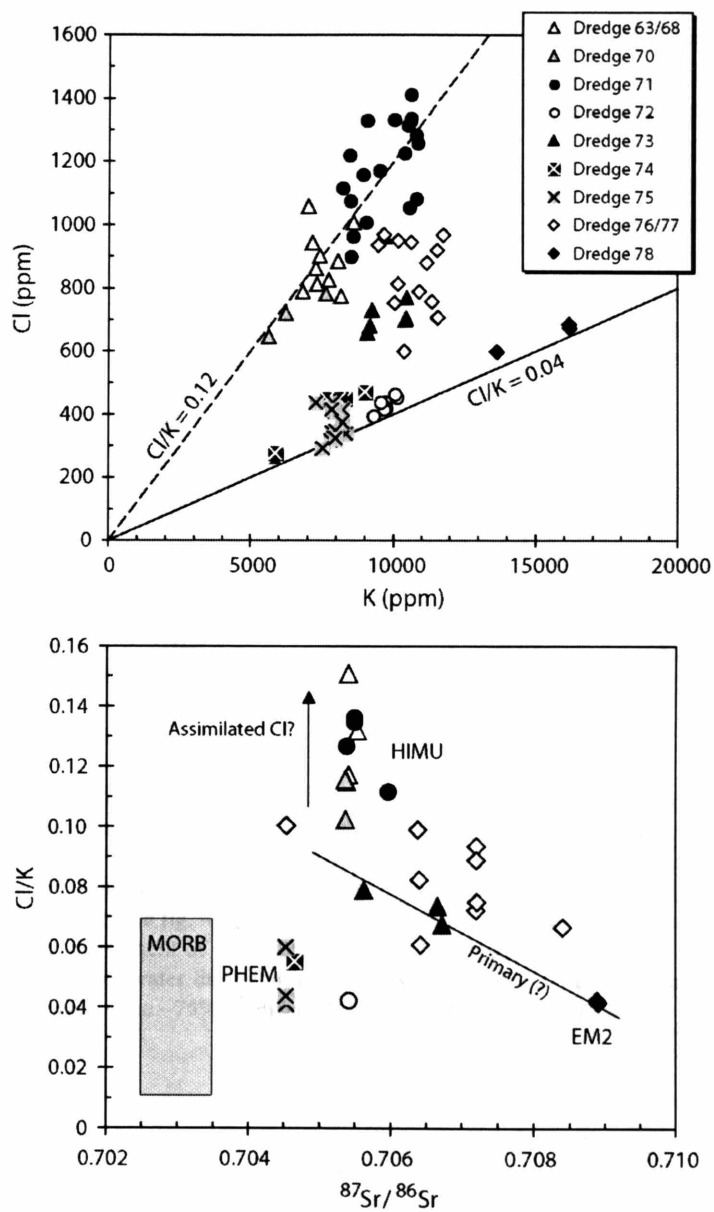 1600
1400
1200
1000
800
600
400
200
0
Cl (ppm)
Cl/K = 0.12
Cl/K = 0.04
Dredge 63/68
Dredge 70
Dredge 71
Dredge 72
Dredge 73
Dredge 74
Dredge 75
Dredge 76/77
Dredge 78
0 5000 10000 15000 20000
K (ppm)
0.16
0.14
0.12
0.10
0.08
0.06
0.04
0.02
0
Cl/K
Assimilated Cl?
HIMU
MORB
PHEM
Primary (?)
EM2
0.702 0.704 0.706 0.708 0.710
87Sr/86Sr